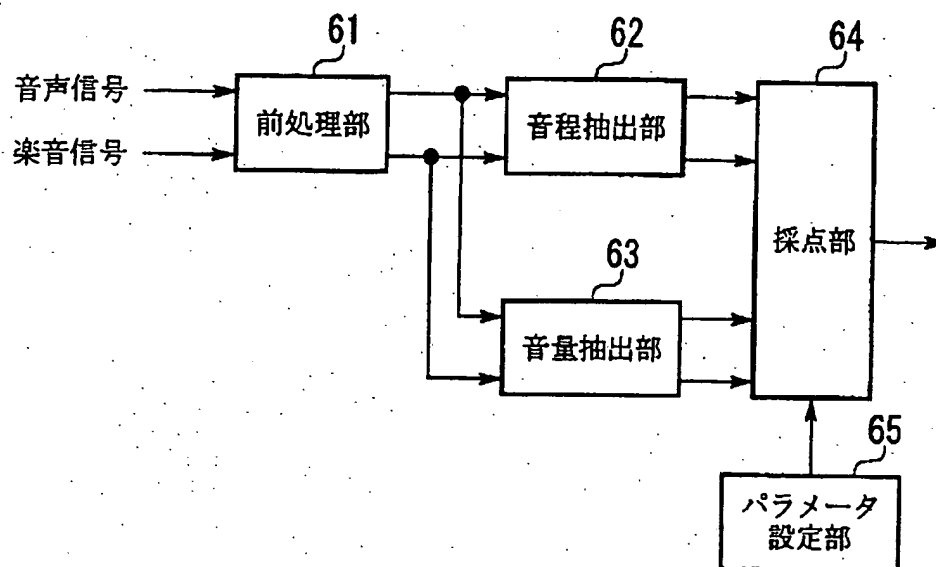 61
62
64
音声信号
楽音信号
前処理部
音程抽出部
採点部
63
音量抽出部
65
パラメータ
設定部